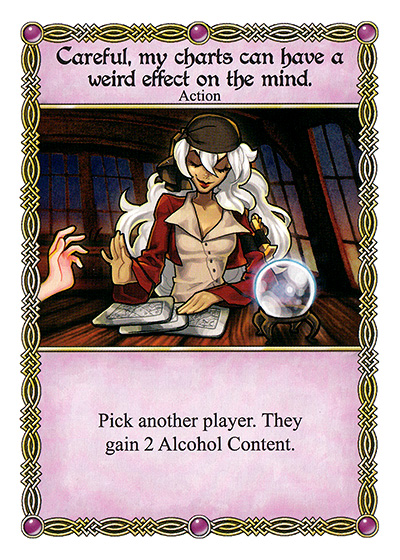 Careful, my charts can have a
weird effect on the mind.
Action
Pick another player. They
gain 2 Alcohol Content.